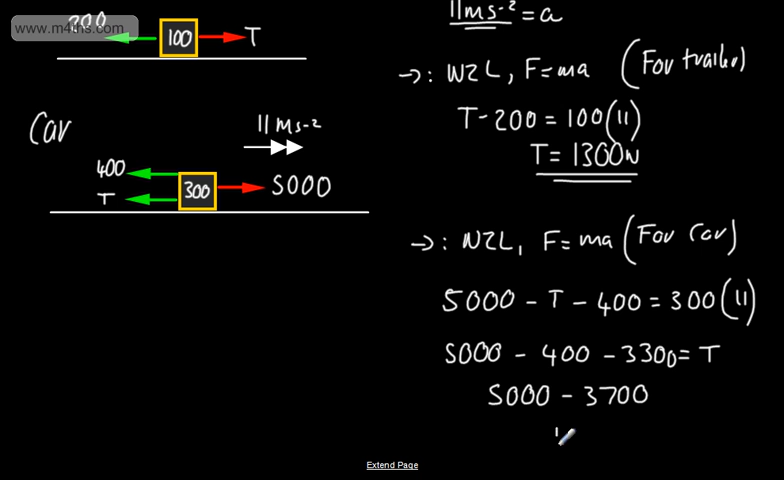 200
www.m4ths.com
100
T
Car
11ms-2
400
T
300
5000
11ms-2 = a
→: N2L, F=ma (For trailer)
T-200 = 100(11)
T = 1300N
→: N2L, F=ma (For Car)
5000 - T - 400 = 300(11)
5000 - 400 - 3300 = T
5000 - 3700
Extend Page